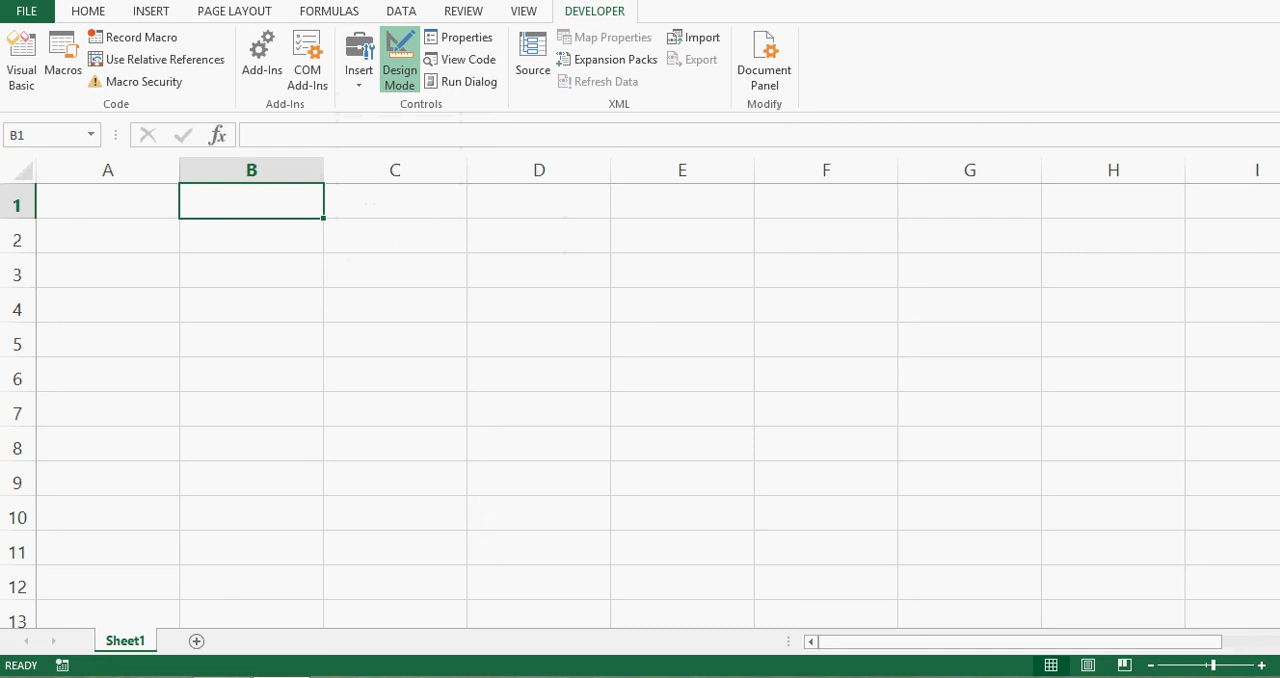 FILE HOME INSERT PAGE LAYOUT FORMULAS DATA REVIEW VIEW DEVELOPER
Visual Basic
Macros
Record Macro
Use Relative References
Macro Security
Code
Add-Ins
COM Add-Ins
Add-Ins
Insert
Design Mode
Properties
View Code
Run Dialog
Controls
Source
Map Properties
Expansion Packs
Refresh Data
Import
Export
XML
Document Panel
Modify
B1
fx
A B C D E F G H I
1
2
3
4
5
6
7
8
9
10
11
12
13
Sheet1
READY